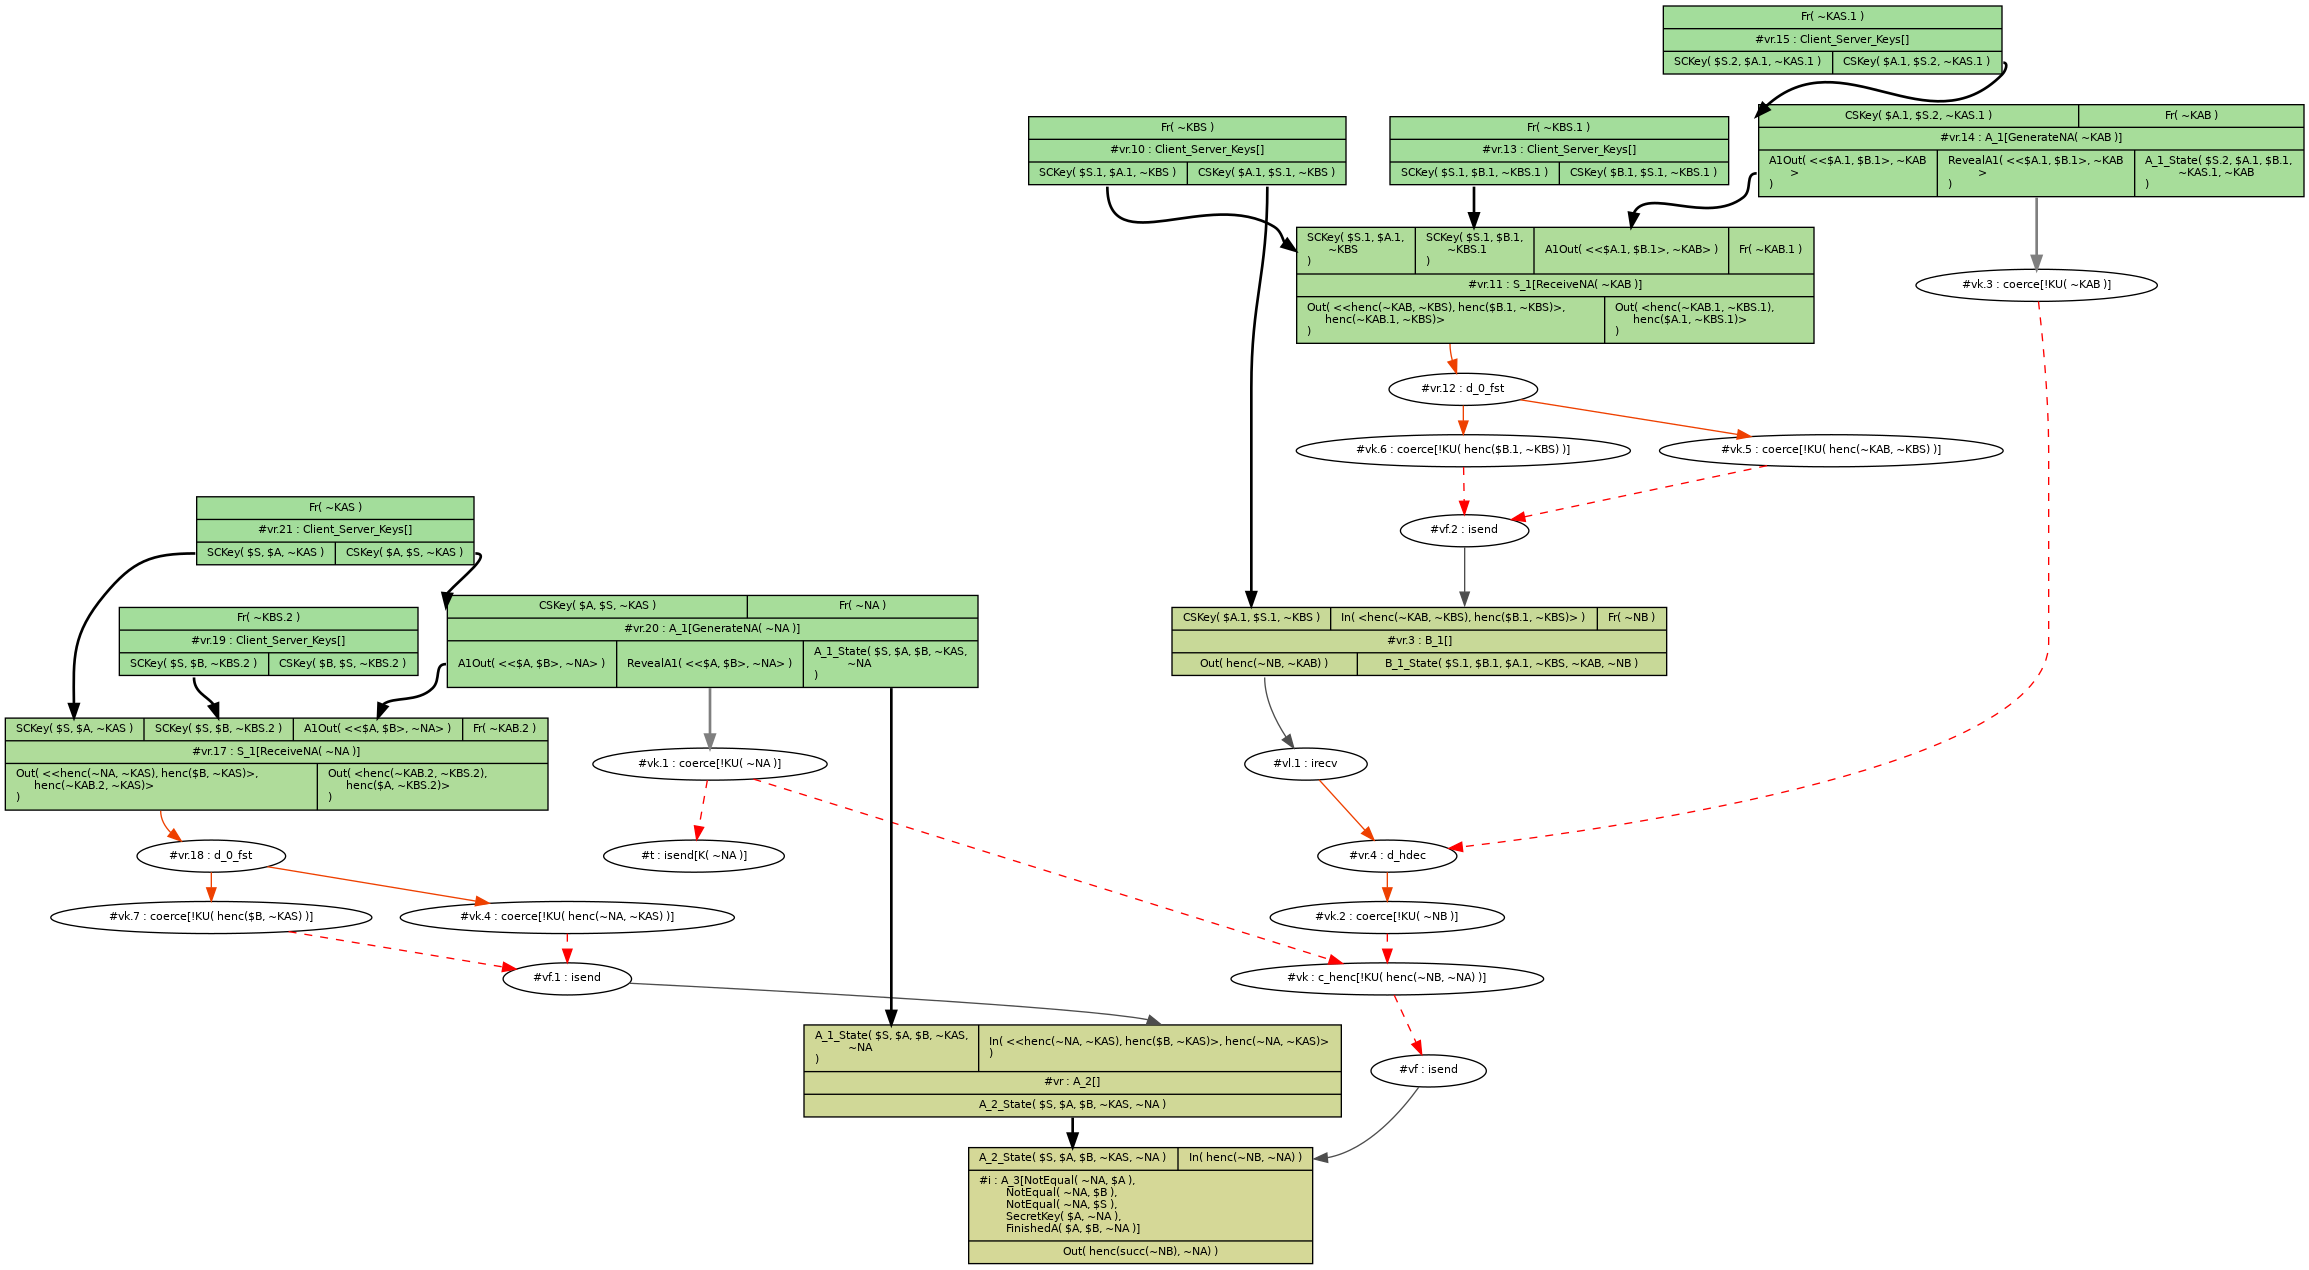 Fr( ~KAS.1 )
#vr.15 : Client_Server_Keys[]
SCKey( $S.2, $A.1, ~KAS.1 )
CSKey( $A.1, $S.2, ~KAS.1 )
CSKey( $A.1, $S.2, ~KAS.1 )
Fr( ~KAB )
#vr.14 : A_1[GenerateNA( ~KAB )]
A1Out( <<$A.1, $B.1>, ~KAB
>
)
RevealA1( <<$A.1, $B.1>, ~KAB
>
)
A_1_State( $S.2, $A.1, $B.1,
~KAS.1, ~KAB
)
Fr( ~KBS )
#vr.10 : Client_Server_Keys[]
SCKey( $S.1, $A.1, ~KBS )
CSKey( $A.1, $S.1, ~KBS )
Fr( ~KBS.1 )
#vr.13 : Client_Server_Keys[]
SCKey( $S.1, $B.1, ~KBS.1 )
CSKey( $B.1, $S.1, ~KBS.1 )
SCKey( $S.1, $A.1,
~KBS
)
SCKey( $S.1, $B.1,
~KBS.1
)
A1Out( <<$A.1, $B.1>, ~KAB> )
Fr( ~KAB.1 )
#vr.11 : S_1[ReceiveNA( ~KAB )]
Out( <<henc(~KAB, ~KBS), henc($B.1, ~KBS)>,
henc(~KAB.1, ~KBS)>
)
Out( <henc(~KAB.1, ~KBS.1),
henc($A.1, ~KBS.1)>
)
#vk.3 : coerce[!KU( ~KAB )]
#vr.12 : d_0_fst
#vk.6 : coerce[!KU( henc($B.1, ~KBS) )]
#vk.5 : coerce[!KU( henc(~KAB, ~KBS) )]
#vf.2 : isend
Fr( ~KAS )
#vr.21 : Client_Server_Keys[]
SCKey( $S, $A, ~KAS )
CSKey( $A, $S, ~KAS )
Fr( ~KBS.2 )
#vr.19 : Client_Server_Keys[]
SCKey( $S, $B, ~KBS.2 )
CSKey( $B, $S, ~KBS.2 )
CSKey( $A, $S, ~KAS )
Fr( ~NA )
#vr.20 : A_1[GenerateNA( ~NA )]
A1Out( <<$A, $B>, ~NA> )
RevealA1( <<$A, $B>, ~NA> )
A_1_State( $S, $A, $B, ~KAS,
~NA
)
CSKey( $A.1, $S.1, ~KBS )
In( <henc(~KAB, ~KBS), henc($B.1, ~KBS)> )
Fr( ~NB )
#vr.3 : B_1[]
Out( henc(~NB, ~KAB) )
B_1_State( $S.1, $B.1, $A.1, ~KBS, ~KAB, ~NB )
SCKey( $S, $A, ~KAS )
SCKey( $S, $B, ~KBS.2 )
A1Out( <<$A, $B>, ~NA> )
Fr( ~KAB.2 )
#vr.17 : S_1[ReceiveNA( ~NA )]
Out( <<henc(~NA, ~KAS), henc($B, ~KAS)>,
henc(~KAB.2, ~KAS)>
)
Out( <henc(~KAB.2, ~KBS.2),
henc($A, ~KBS.2)>
)
#vk.1 : coerce[!KU( ~NA )]
#vl.1 : irecv
#vr.18 : d_0_fst
#t : isend[K( ~NA )]
#vr.4 : d_hdec
#vk.7 : coerce[!KU( henc($B, ~KAS) )]
#vk.4 : coerce[!KU( henc(~NA, ~KAS) )]
#vk.2 : coerce[!KU( ~NB )]
#vf.1 : isend
#vk : c_henc[!KU( henc(~NB, ~NA) )]
A_1_State( $S, $A, $B, ~KAS,
~NA
)
In( <<henc(~NA, ~KAS), henc($B, ~KAS)>, henc(~NA, ~KAS)>
)
#vr : A_2[]
A_2_State( $S, $A, $B, ~KAS, ~NA )
#vf : isend
A_2_State( $S, $A, $B, ~KAS, ~NA )
In( henc(~NB, ~NA) )
#i : A_3[NotEqual( ~NA, $A ),
NotEqual( ~NA, $B ),
NotEqual( ~NA, $S ),
SecretKey( $A, ~NA ),
FinishedA( $A, $B, ~NA )]
Out( henc(succ(~NB), ~NA) )